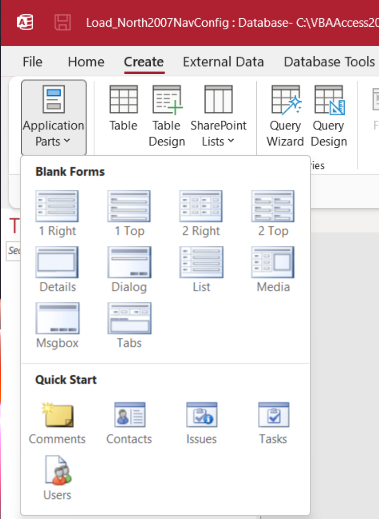 Load_North2007NavConfig : Database- C:\VBAAccess20
File Home Create External Data Database Tools
Application Parts
Table
Table Design
SharePoint Lists
Query Wizard
Query Design
ries
Blank Forms
1 Right 1 Top 2 Right 2 Top
Details Dialog List Media
Msgbox Tabs
Quick Start
Comments Contacts Issues Tasks
Users